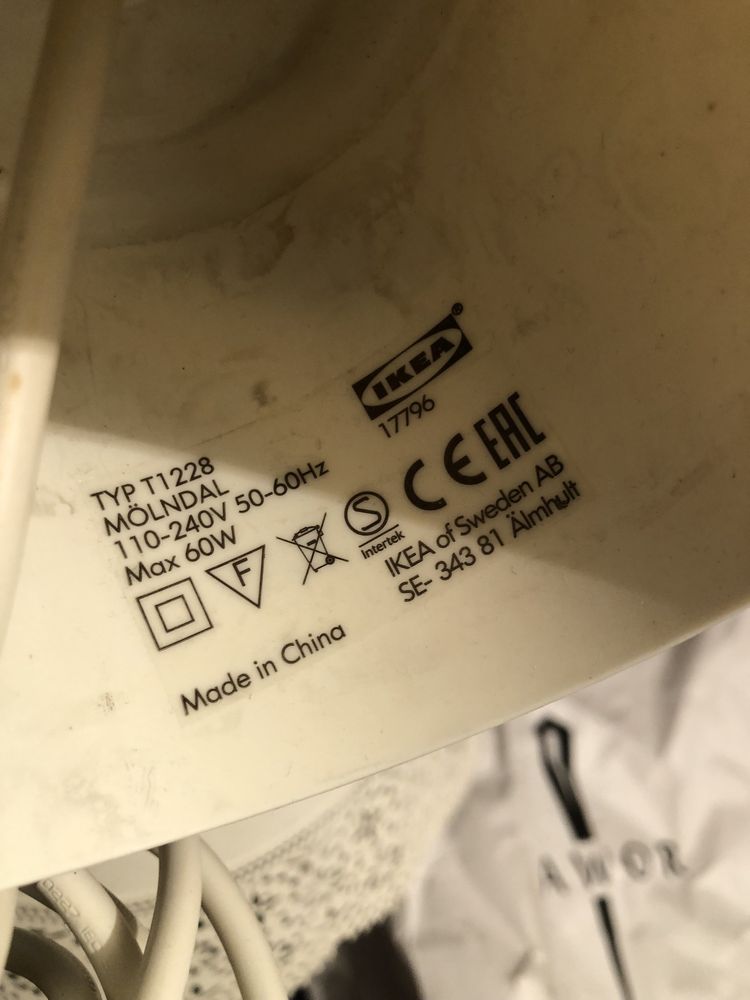 IKEA®
17796
TYP T1228
MÖLNDAL
110-240V 50-60Hz
Max 60W
F
S
Intertek
CE EAC
IKEA of Sweden AB
SE- 343 81 Älmhult
Made in China